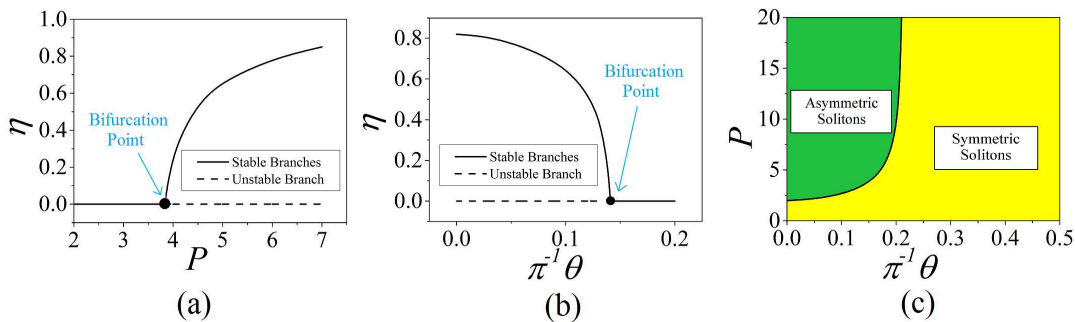 1.0
0.8
0.6
0.4
0.2
0.0
η
Bifurcation
Point
Stable Branches
Unstable Branch
2 3 4 5 6 7
P
(a)
0.8
0.6
0.4
0.2
0.0
η
Bifurcation
Point
Stable Branches
Unstable Branch
0.0 0.1 0.2
π⁻¹θ
(b)
20
15
10
5
0
P
Asymmetric
Solitons
Symmetric
Solitons
0.0 0.1 0.2 0.3 0.4 0.5
π⁻¹θ
(c)